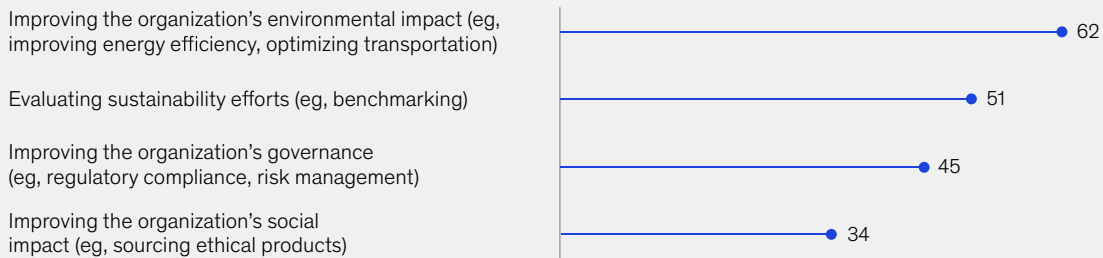 Improving the organization’s environmental impact (eg,
improving energy efficiency, optimizing transportation)
62
Evaluating sustainability efforts (eg, benchmarking)
51
Improving the organization’s governance
(eg, regulatory compliance, risk management)
45
Improving the organization’s social
impact (eg, sourcing ethical products)
34